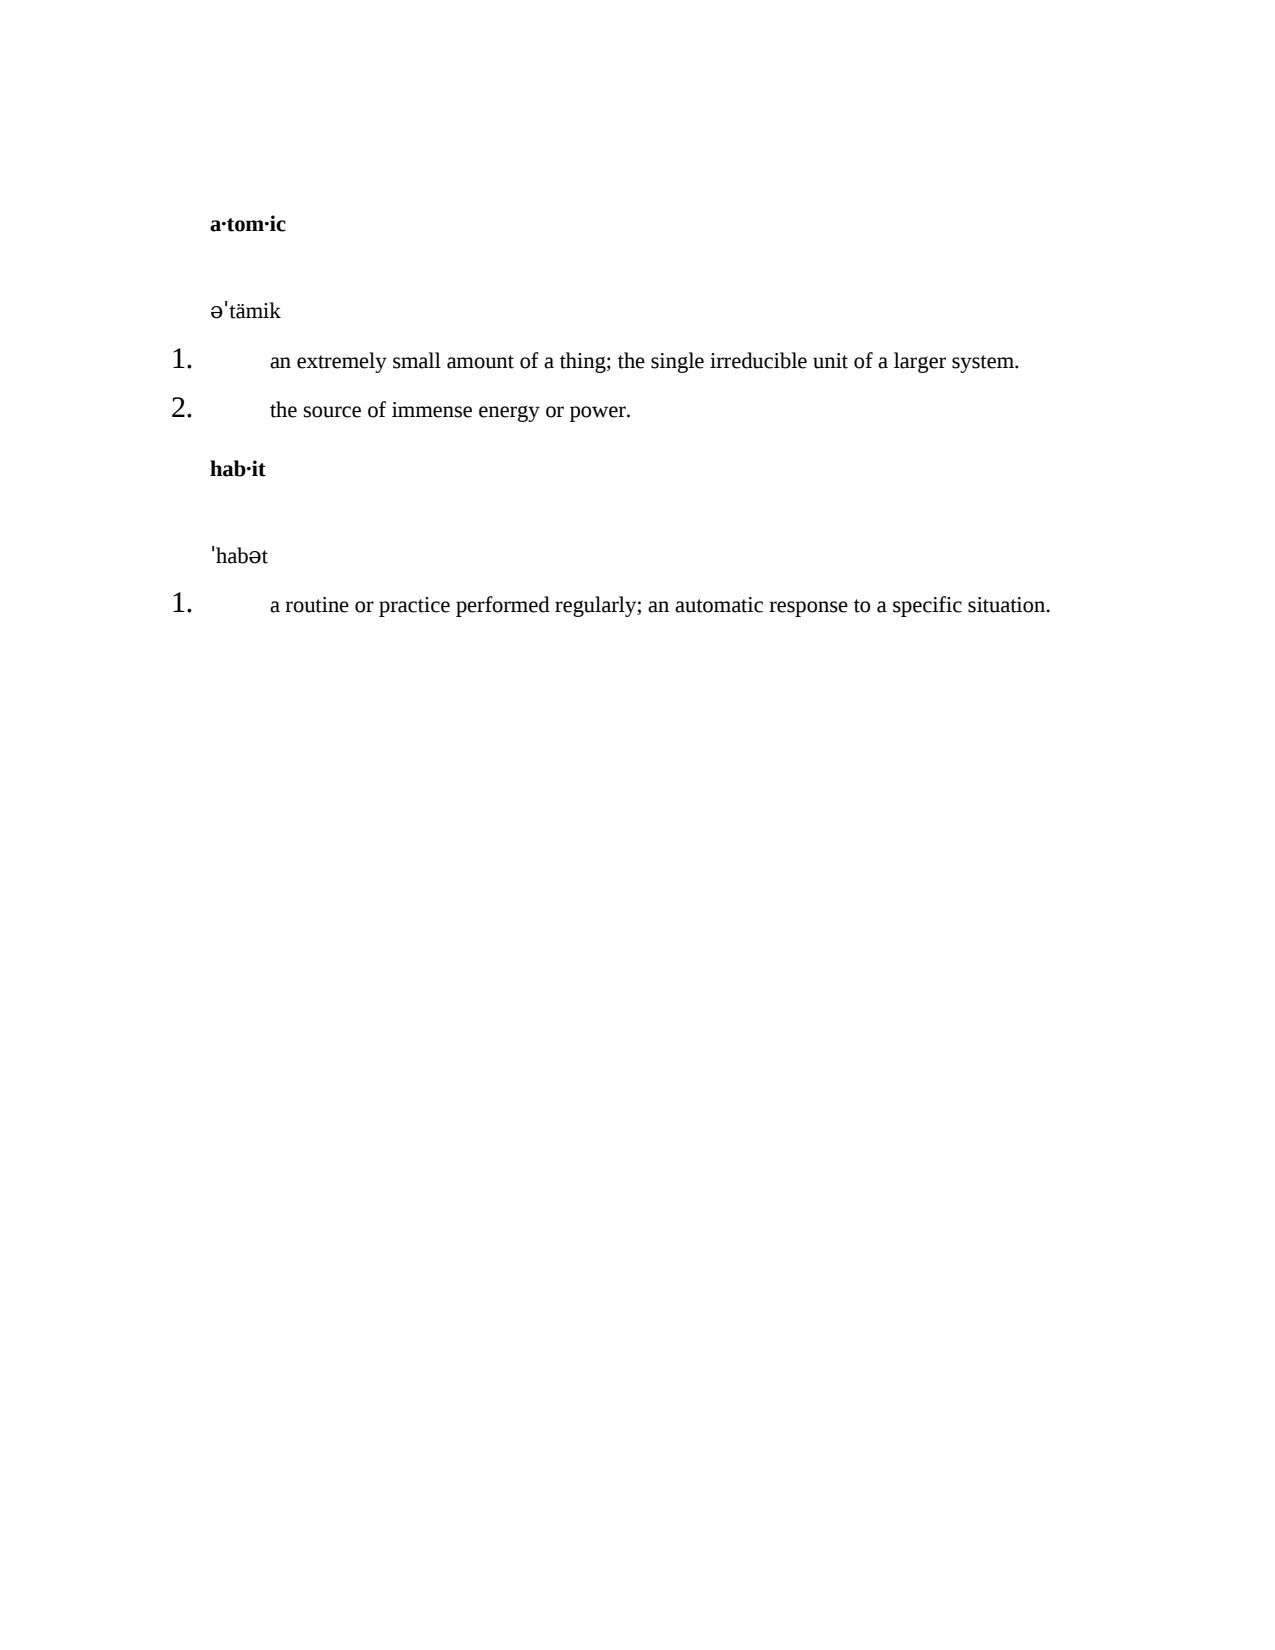 a·tom·ic
əˈtämik
1. an extremely small amount of a thing; the single irreducible unit of a larger system.
2. the source of immense energy or power.
hab·it
ˈhabət
1. a routine or practice performed regularly; an automatic response to a specific situation.